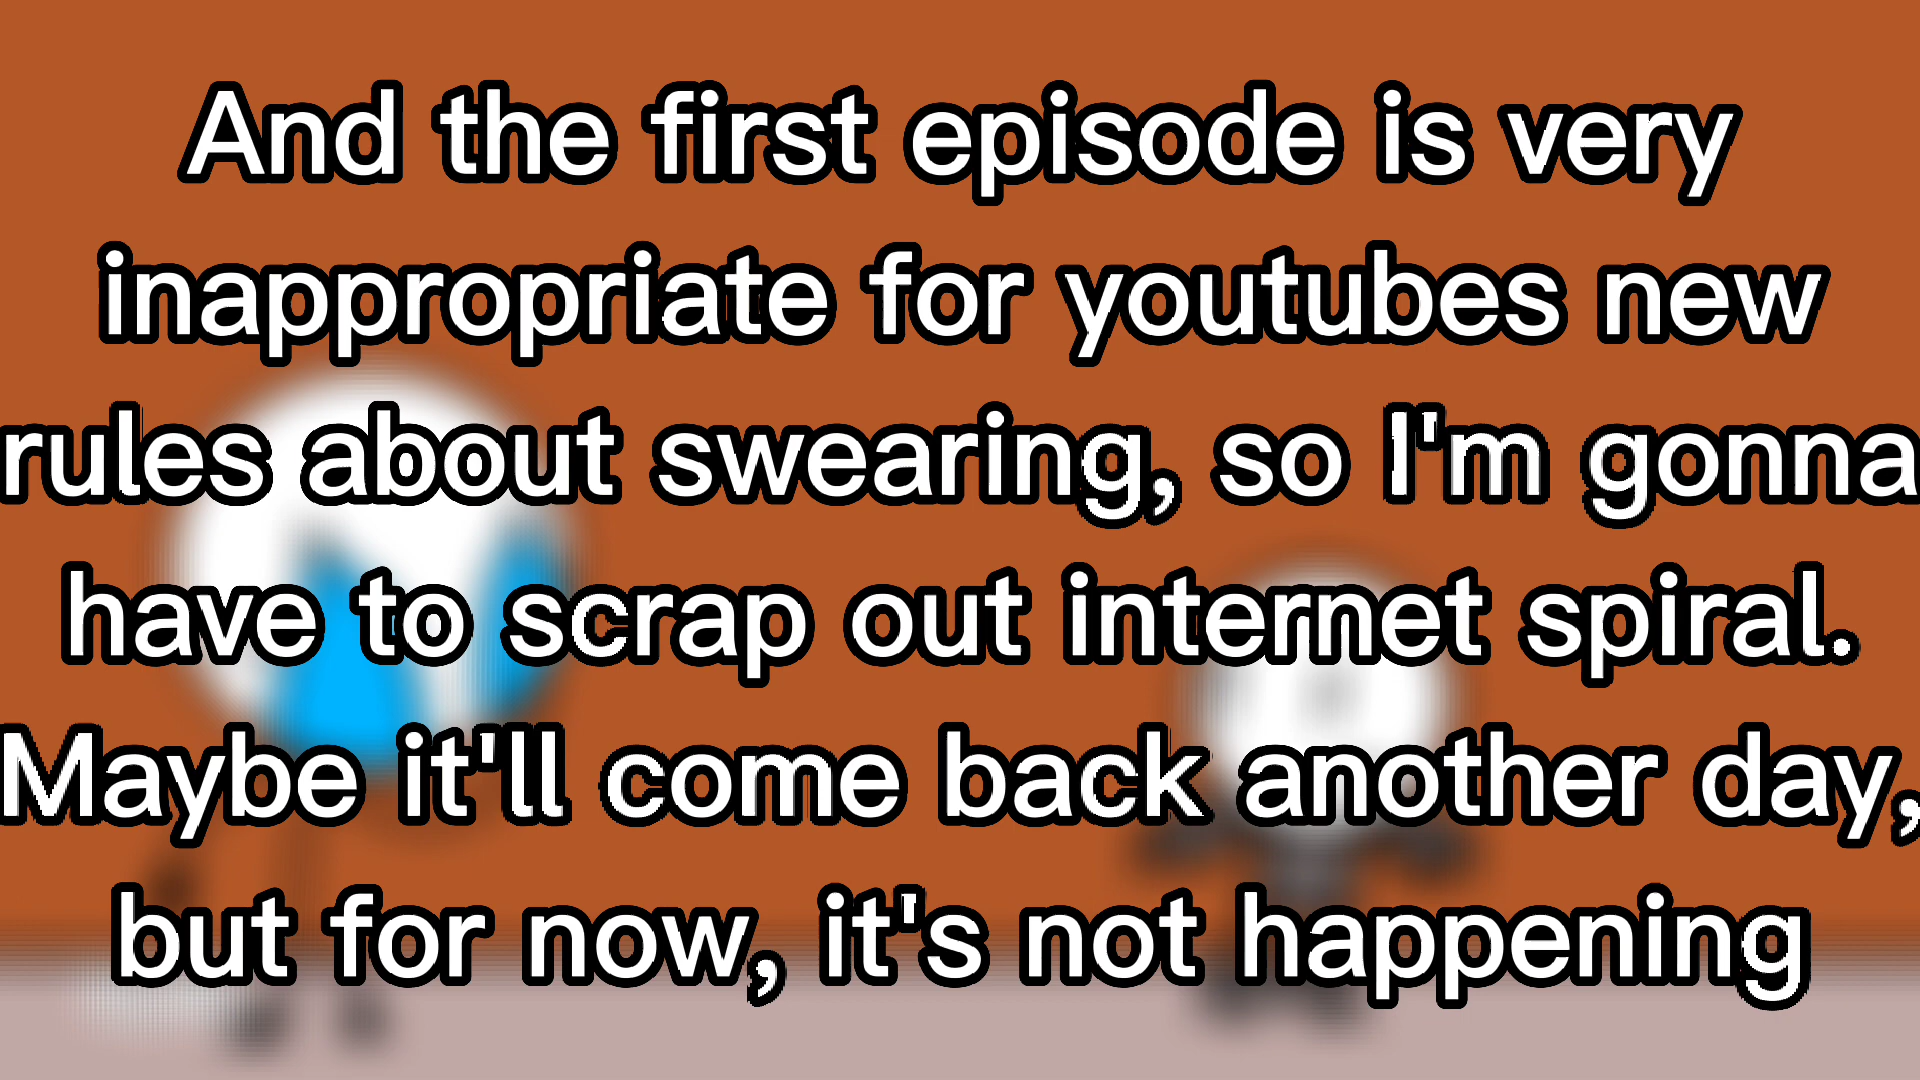 And the first episode is very
inappropriate for youtubes new
rules about swearing, so I'm gonna
have to scrap out internet spiral.
Maybe it'll come back another day,
but for now, it's not happening